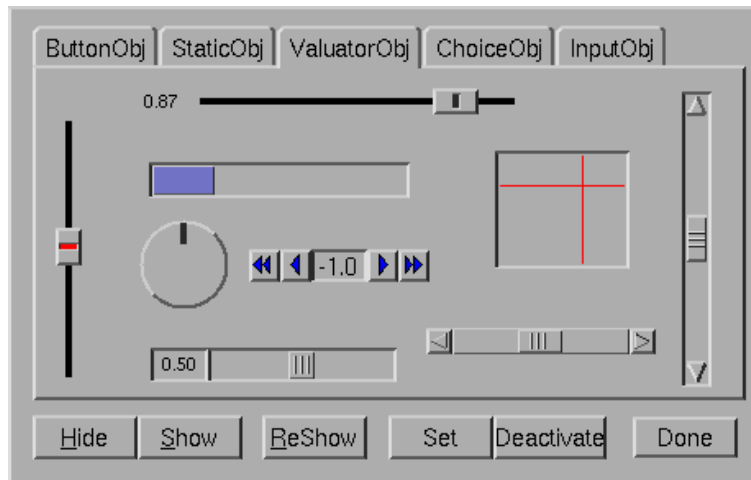 ButtonObj StaticObj ValuatorObj ChoiceObj InputObj
0.87
-1.0
0.50
Hide Show ReShow Set Deactivate Done